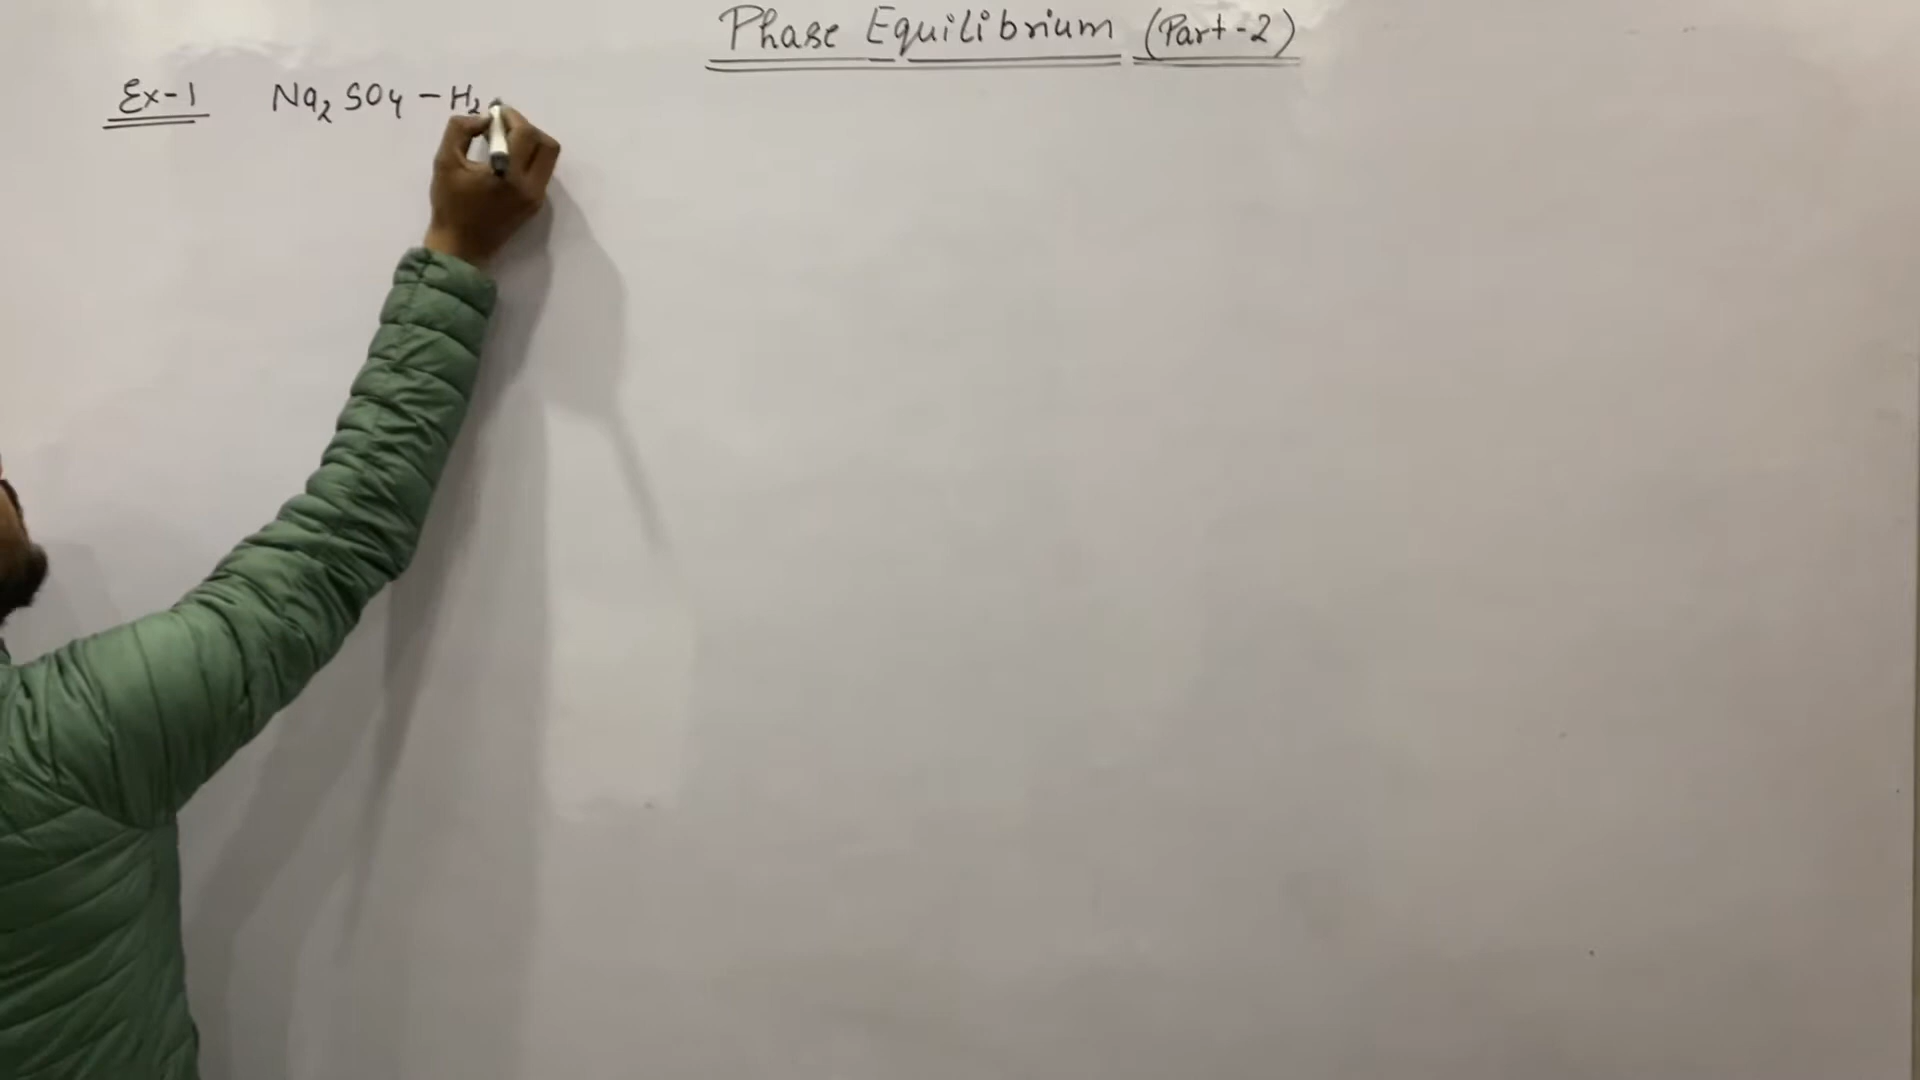 Phase Equilibrium (Part-2)
Ex-1 Na₂SO₄ - H₂